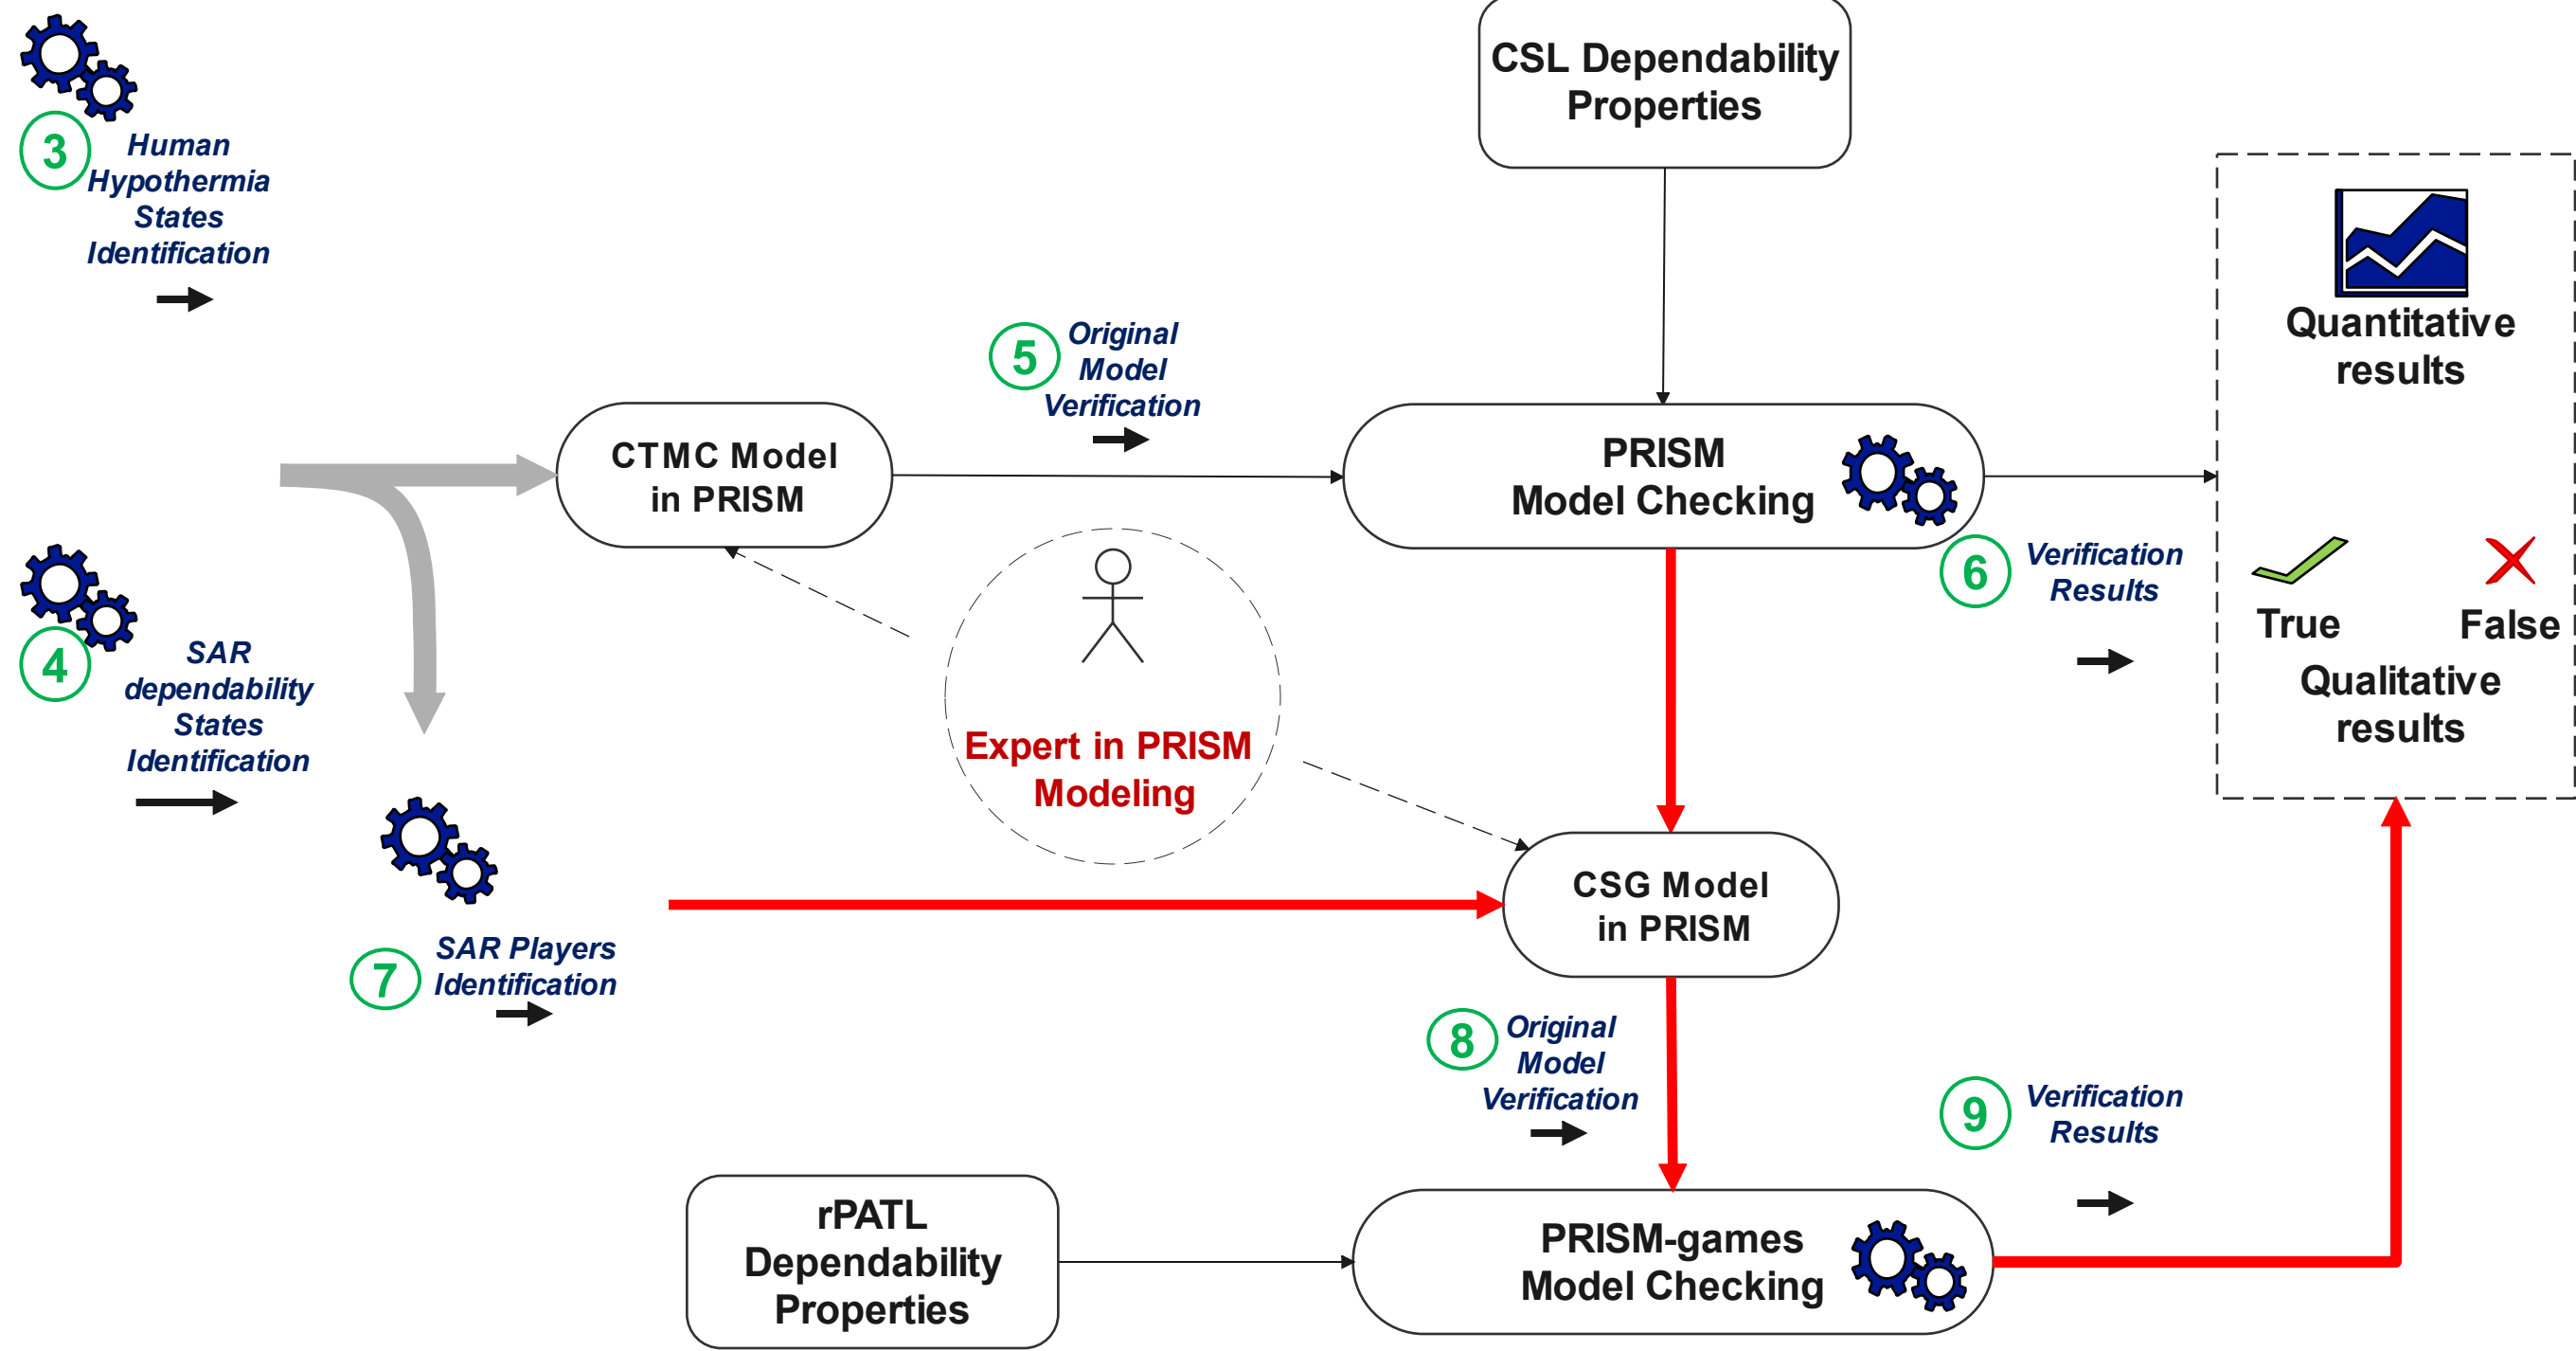 3
Human
Hypothermia
States
Identification
4
SAR
dependability
States
Identification
CTMC Model
in PRISM
5
Original
Model
Verification
CSL Dependability
Properties
PRISM
Model Checking
6
Verification
Results
Quantitative
results
True
False
Qualitative
results
Expert in PRISM
Modeling
7
SAR Players
Identification
CSG Model
in PRISM
8
Original
Model
Verification
rPATL
Dependability
Properties
PRISM-games
Model Checking
9
Verification
Results